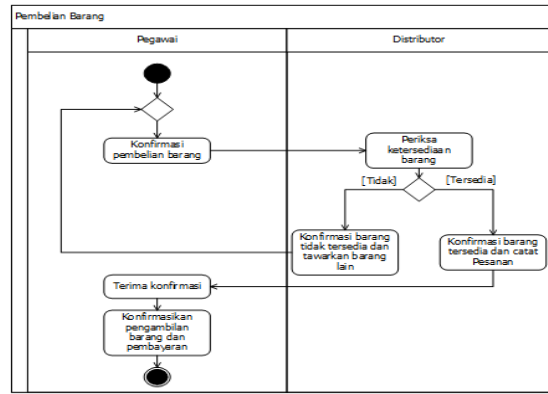 Pembelian Barang
Pegawai
Distributor
Konfirmasi
pembelian barang
Periksa
ketersediaan
barang
[Tidak]
[Tersedia]
Konfirmasi barang
tidak tersedia dan
tawarkan barang
lain
Konfirmasi barang
tersedia dan catat
Pesanan
Terima konfirmasi
Konfirmasikan
pengambilan
barang dan
pembayaran